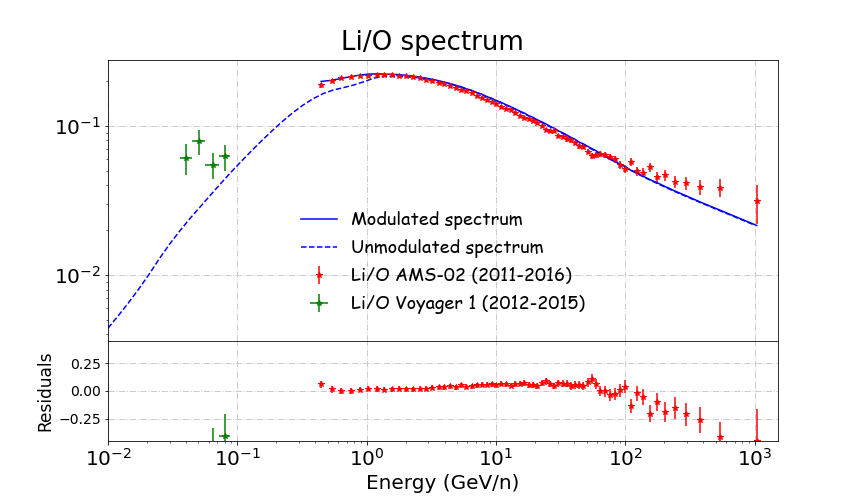 Li/O spectrum
10⁻¹
10⁻²
Modulated spectrum
Unmodulated spectrum
Li/O AMS-02 (2011-2016)
Li/O Voyager 1 (2012-2015)
Residuals
0.25
0.00
−0.25
10⁻² 10⁻¹ 10⁰ 10¹ 10² 10³
Energy (GeV/n)